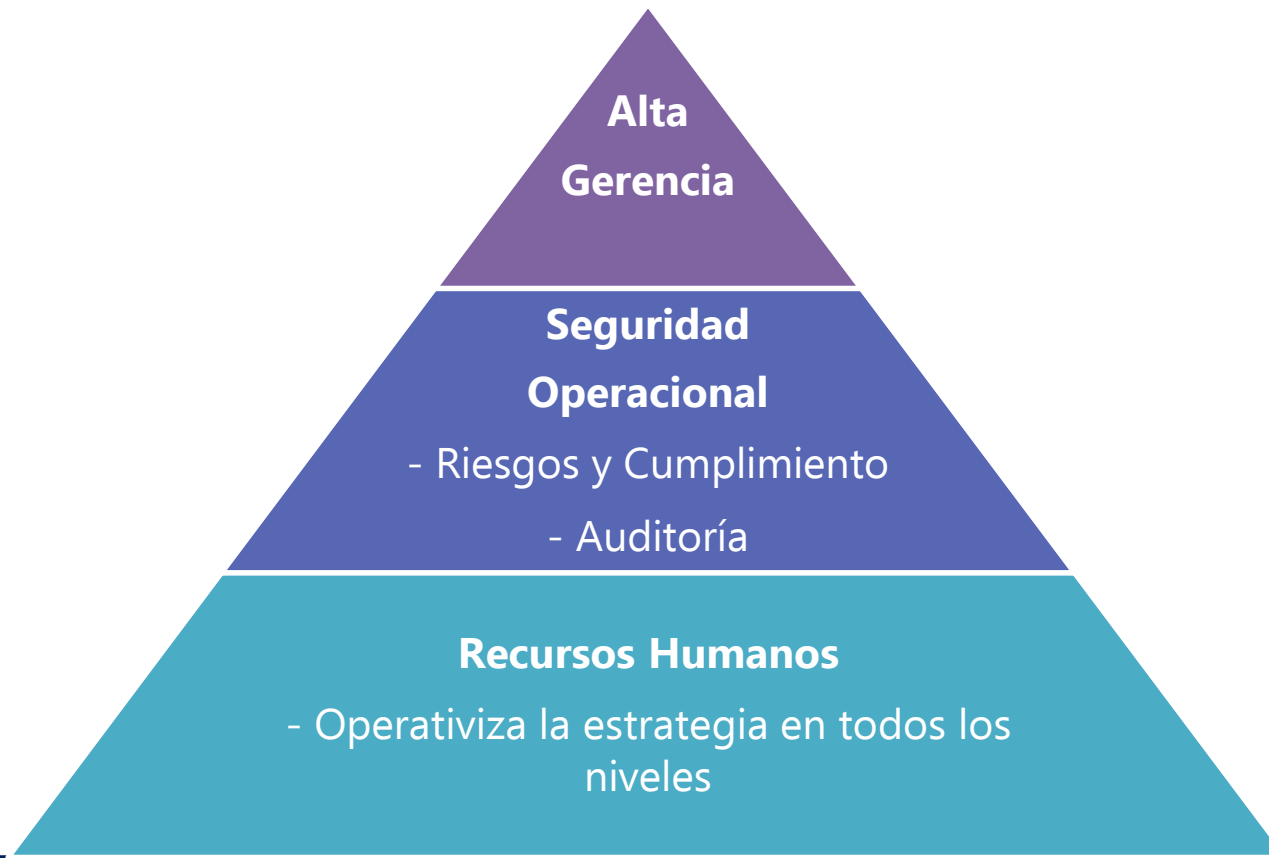 Alta
Gerencia
Seguridad
Operacional
- Riesgos y Cumplimiento
- Auditoría
Recursos Humanos
- Operativiza la estrategia en todos los
niveles